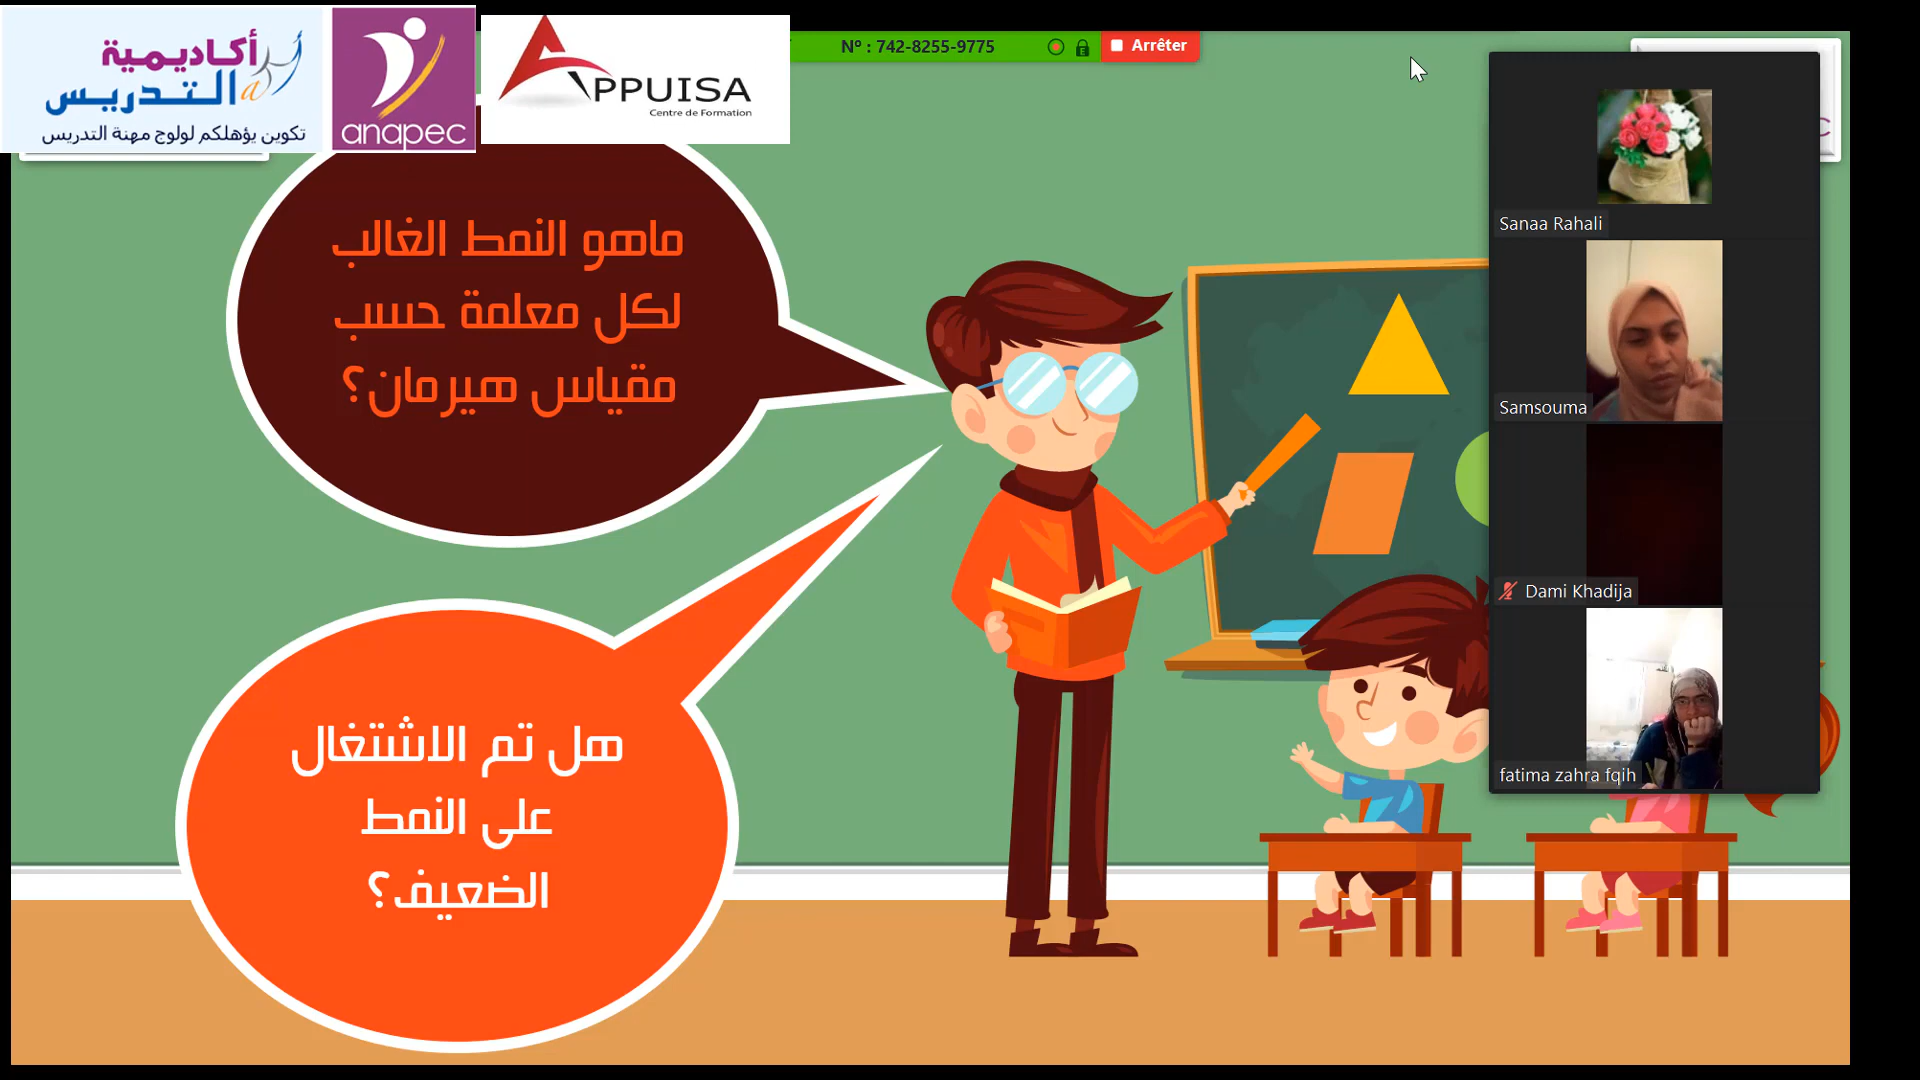 أكاديمية
التدريس
تكوين يؤهلكم لولوج مهنة التدريس
anapec
APPUISA
Centre de Formation
Nº : 742-8255-9775
Arrêter
ماهو النمط الغالب
لكل معلمة حسب
مقياس هيرمان؟
هل تم الاشتغال
على النمط
الضعيف؟
Sanaa Rahali
Samsouma
Dami Khadija
fatima zahra fqih